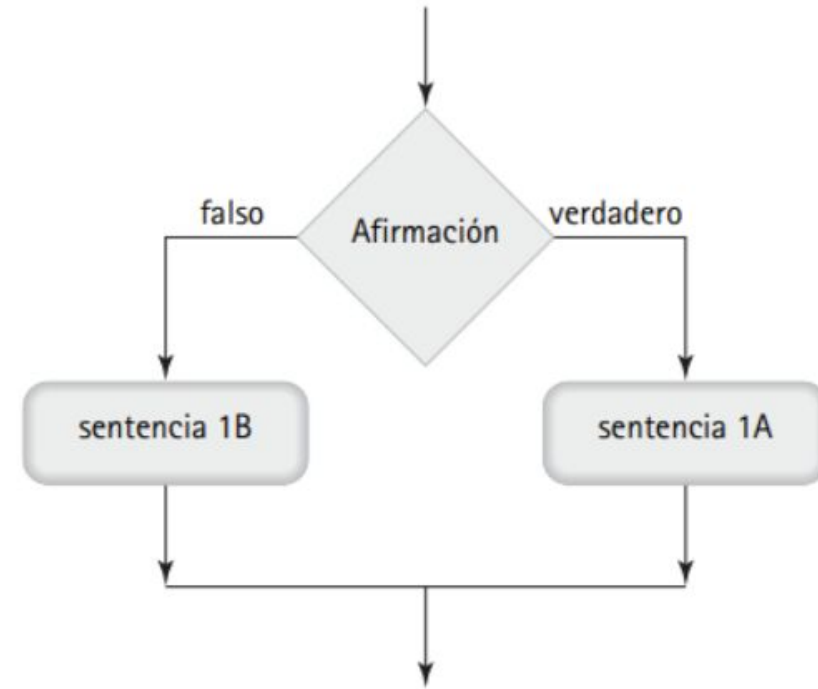 falso
Afirmación
verdadero
sentencia 1B
sentencia 1A